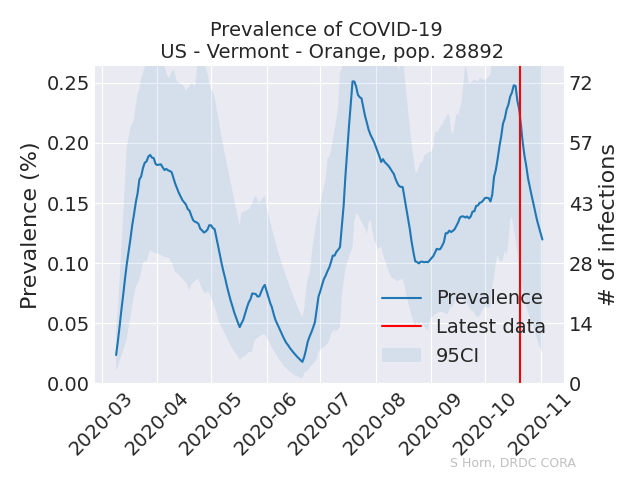 Prevalence of COVID-19
US - Vermont - Orange, pop. 28892
Prevalence (%)
0.25
0.20
0.15
0.10
0.05
0.00
72
57
43
28
14
0
# of infections
Prevalence
Latest data
95CI
2020-03
2020-04
2020-05
2020-06
2020-07
2020-08
2020-09
2020-10
2020-11
S Horn, DRDC CORA